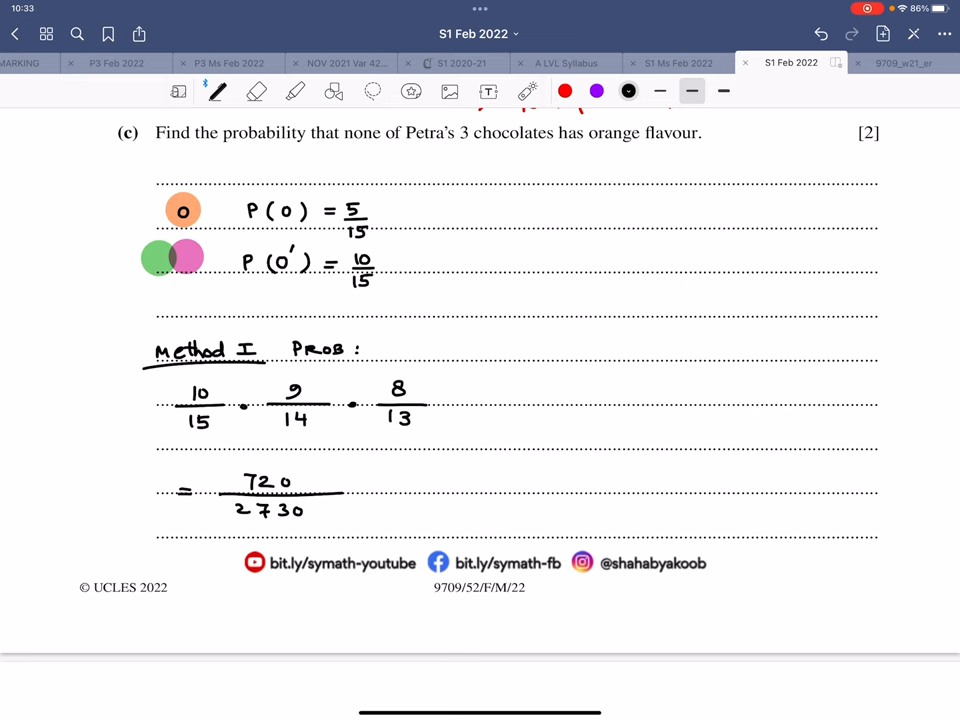 10:33
86%
S1 Feb 2022
MARKING
P3 Feb 2022
P3 Ms Feb 2022
NOV 2021 Var 42...
S1 2020-21
A LVL Syllabus
S1 Ms Feb 2022
S1 Feb 2022
9709_w21_er
(c) Find the probability that none of Petra's 3 chocolates has orange flavour. [2]
O P(O) = 5/15
P(O') = 10/15
Method I PROB :
10/15 . 9/14 . 8/13
= 720/2730
bit.ly/symath-youtube bit.ly/symath-fb @shahabyakoob
© UCLES 2022 9709/52/F/M/22